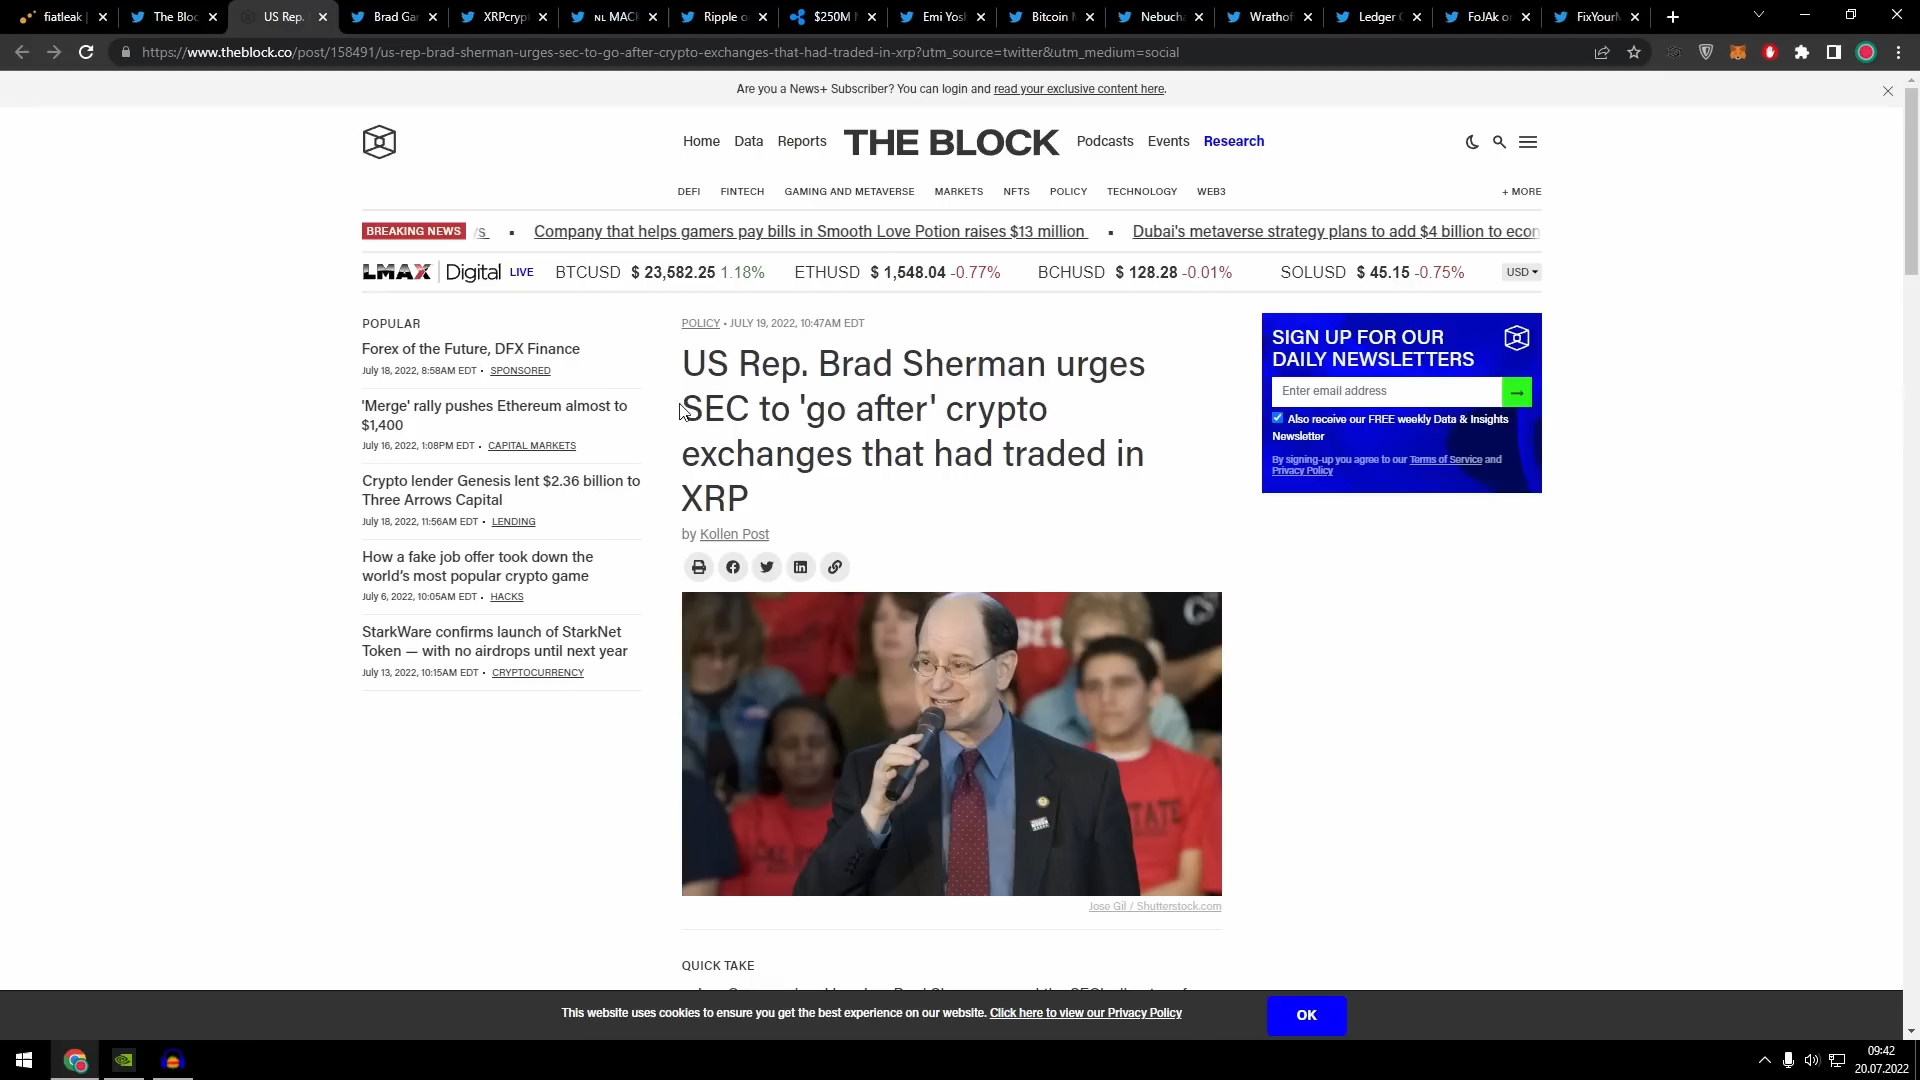 fiatleak |
The Bloc
US Rep.
Brad Gar
XRPcryp
NL MACK
Ripple o
$250M
Emi Yosh
Bitcoin
Nebuch
Wrathof
Ledger
FoJAk o
FixYour
https://www.theblock.co/post/158491/us-rep-brad-sherman-urges-sec-to-go-after-crypto-exchanges-that-had-traded-in-xrp?utm_source=twitter&utm_medium=social
Are you a News+ Subscriber? You can login and read your exclusive content here.
Home Data Reports THE BLOCK Podcasts Events Research
DEFI FINTECH GAMING AND METAVERSE MARKETS NFTS POLICY TECHNOLOGY WEB3 + MORE
BREAKING NEWS Company that helps gamers pay bills in Smooth Love Potion raises $13 million ▪ Dubai's metaverse strategy plans to add $4 billion to econ
LMAX Digital LIVE BTCUSD $ 23,582.25 1.18% ETHUSD $ 1,548.04 -0.77% BCHUSD $ 128.28 -0.01% SOLUSD $ 45.15 -0.75% USD
POPULAR
Forex of the Future, DFX Finance
July 18, 2022, 8:58AM EDT • SPONSORED
'Merge' rally pushes Ethereum almost to
$1,400
July 16, 2022, 1:08PM EDT • CAPITAL MARKETS
Crypto lender Genesis lent $2.36 billion to
Three Arrows Capital
July 18, 2022, 11:56AM EDT • LENDING
How a fake job offer took down the
world's most popular crypto game
July 6, 2022, 10:05AM EDT • HACKS
StarkWare confirms launch of StarkNet
Token — with no airdrops until next year
July 13, 2022, 10:15AM EDT • CRYPTOCURRENCY
POLICY • JULY 19, 2022, 10:47AM EDT
US Rep. Brad Sherman urges
SEC to 'go after' crypto
exchanges that had traded in
XRP
by Kollen Post
Jose Gil / Shutterstock.com
QUICK TAKE
SIGN UP FOR OUR
DAILY NEWSLETTERS
Enter email address
Also receive our FREE weekly Data & Insights
Newsletter
By signing-up you agree to our Terms of Service and
Privacy Policy
This website uses cookies to ensure you get the best experience on our website. Click here to view our Privacy Policy
OK
09:42
20.07.2022